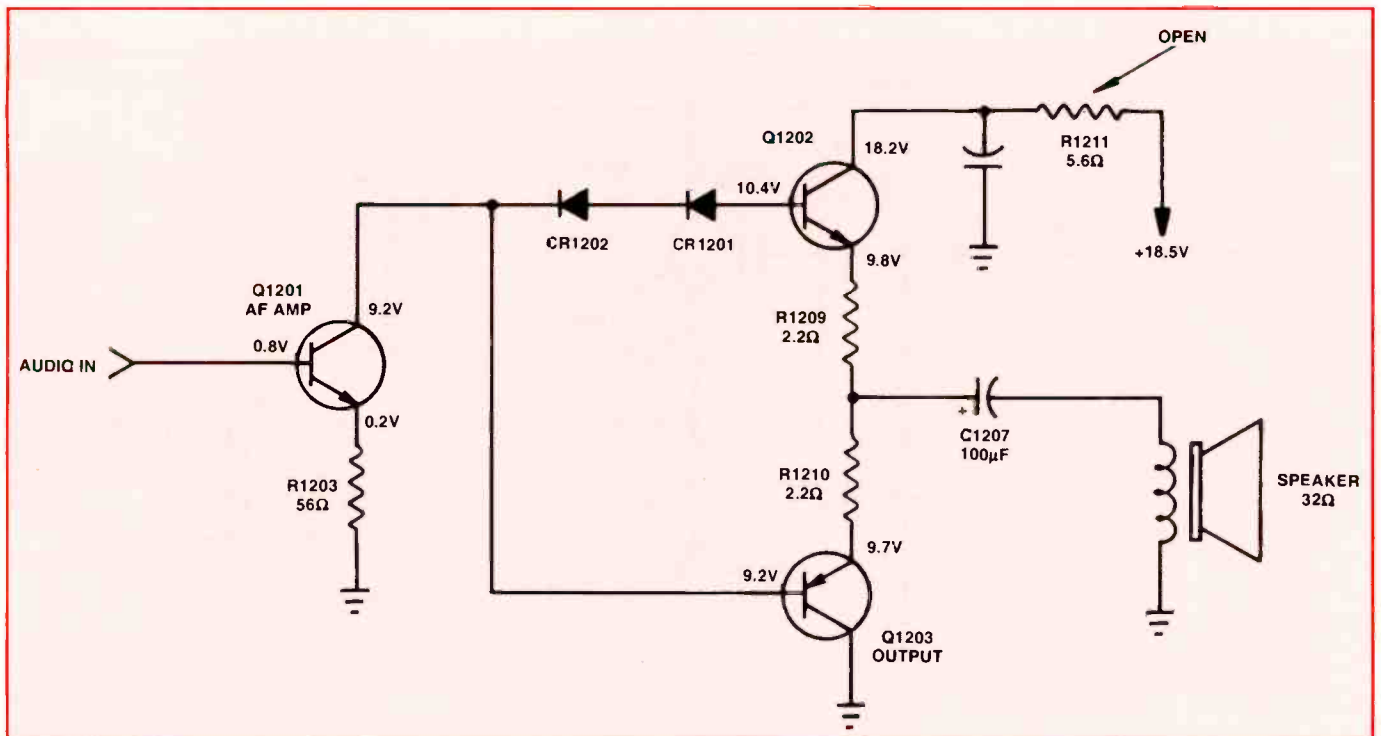 OPEN
Q1202
18.2V
R1211
5.6Ω
10.4V
+18.5V
CR1202
CR1201
9.8V
Q1201
AF AMP
9.2V
R1209
2.2Ω
0.8V
AUDIO IN
0.2V
+
C1207
100µF
R1203
56Ω
R1210
2.2Ω
SPEAKER
32Ω
9.7V
9.2V
Q1203
OUTPUT